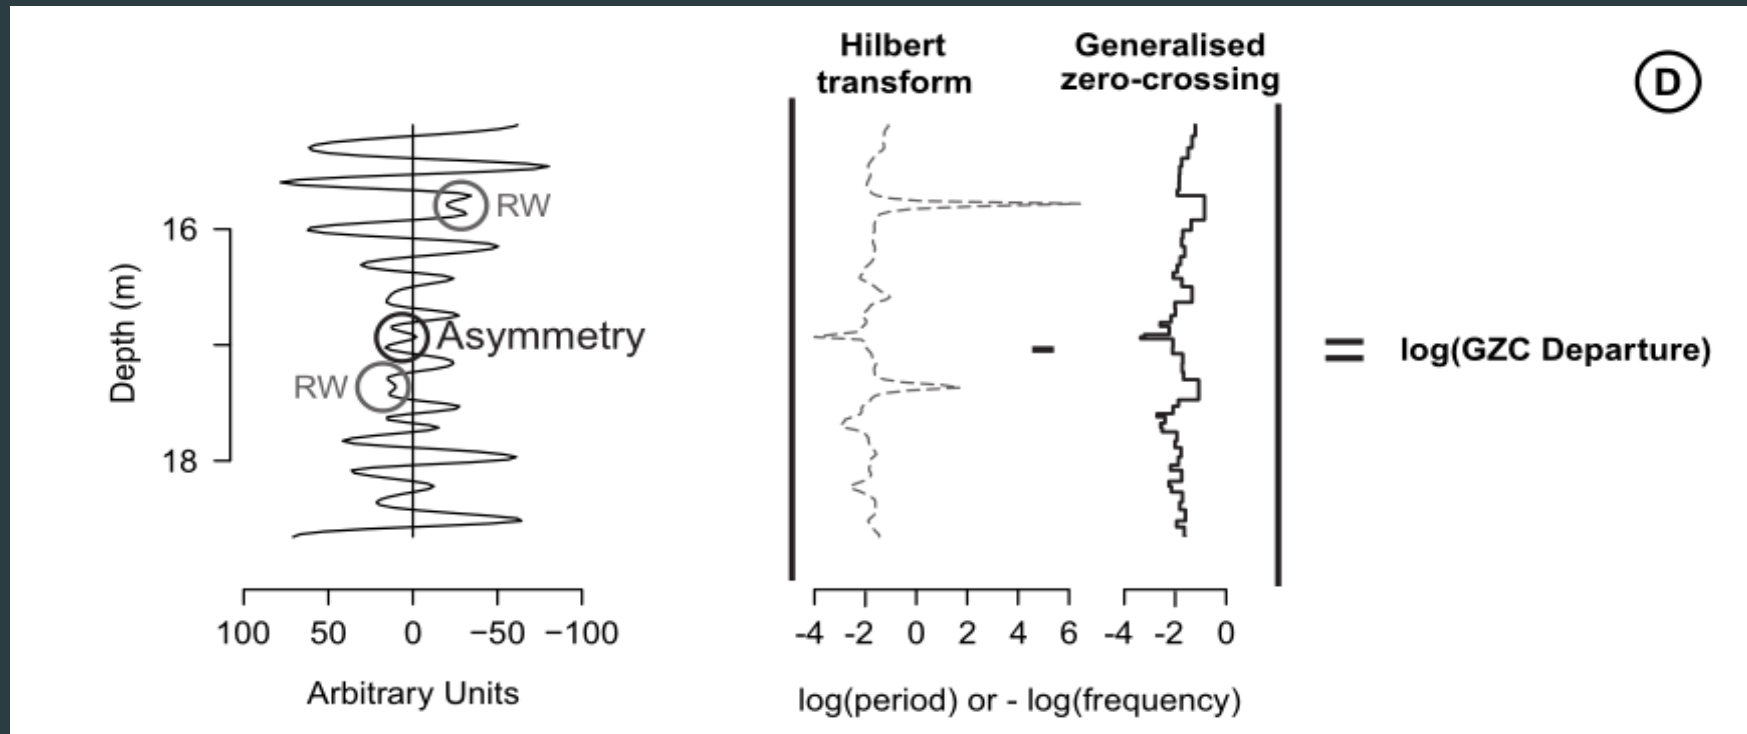 Hilbert
transform
Generalised
zero-crossing
D
RW
16
Asymmetry
RW
18
Depth (m)
− = log(GZC Departure)
100 50 0 −50 −100
Arbitrary Units
-4 -2 0 2 4 6
-4 -2 0
log(period) or - log(frequency)